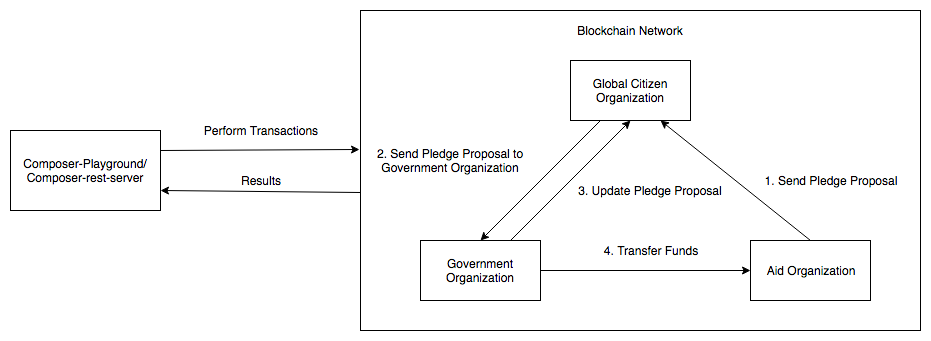 Blockchain Network
Global Citizen
Organization
Perform Transactions
Composer-Playground/
Composer-rest-server
Results
2. Send Pledge Proposal to
Government Organization
3. Update Pledge Proposal
1. Send Pledge Proposal
Government
Organization
4. Transfer Funds
Aid Organization